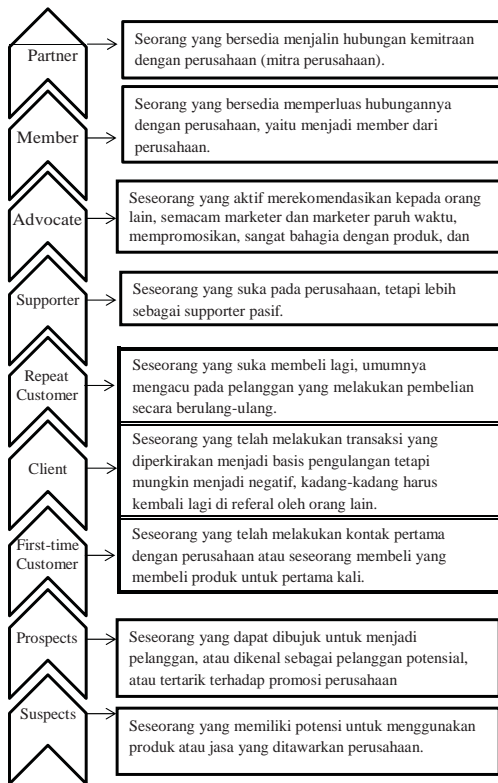 Partner
Seorang yang bersedia menjalin hubungan kemitraan
dengan perusahaan (mitra perusahaan).
Member
Seorang yang bersedia memperluas hubungannya
dengan perusahaan, yaitu menjadi member dari
perusahaan.
Advocate
Seseorang yang aktif merekomendasikan kepada orang
lain, semacam marketer dan marketer paruh waktu,
mempromosikan, sangat bahagia dengan produk, dan
Supporter
Seseorang yang suka pada perusahaan, tetapi lebih
sebagai supporter pasif.
Repeat
Customer
Seseorang yang suka membeli lagi, umumnya
mengacu pada pelanggan yang melakukan pembelian
secara berulang-ulang.
Client
Seseorang yang telah melakukan transaksi yang
diperkirakan menjadi basis pengulangan tetapi
mungkin menjadi negatif, kadang-kadang harus
kembali lagi di referal oleh orang lain.
First-time
Customer
Seseorang yang telah melakukan kontak pertama
dengan perusahaan atau seseorang membeli yang
membeli produk untuk pertama kali.
Prospects
Seseorang yang dapat dibujuk untuk menjadi
pelanggan, atau dikenal sebagai pelanggan potensial,
atau tertarik terhadap promosi perusahaan
Suspects
Seseorang yang memiliki potensi untuk menggunakan
produk atau jasa yang ditawarkan perusahaan.